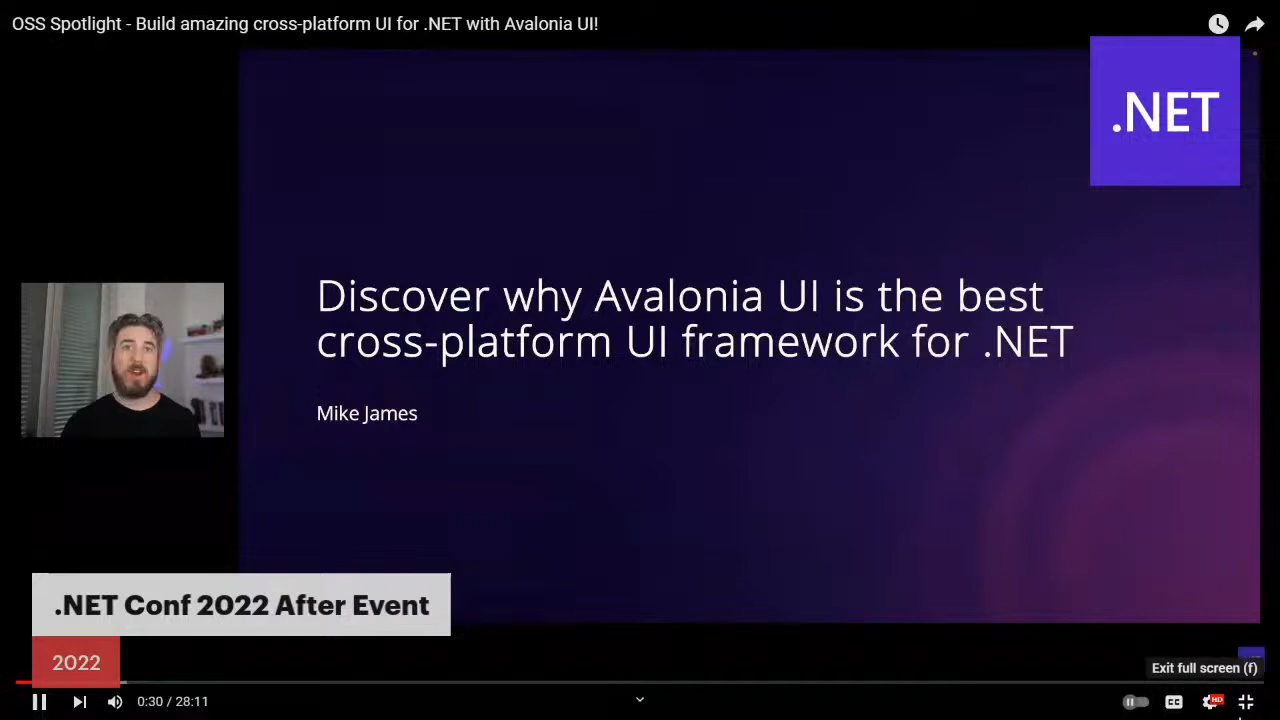 OSS Spotlight - Build amazing cross-platform UI for .NET with Avalonia UI!
.NET
Discover why Avalonia UI is the best
cross-platform UI framework for .NET
Mike James
.NET Conf 2022 After Event
2022
Exit full screen (f)
0:30 / 28:11
CC
HD